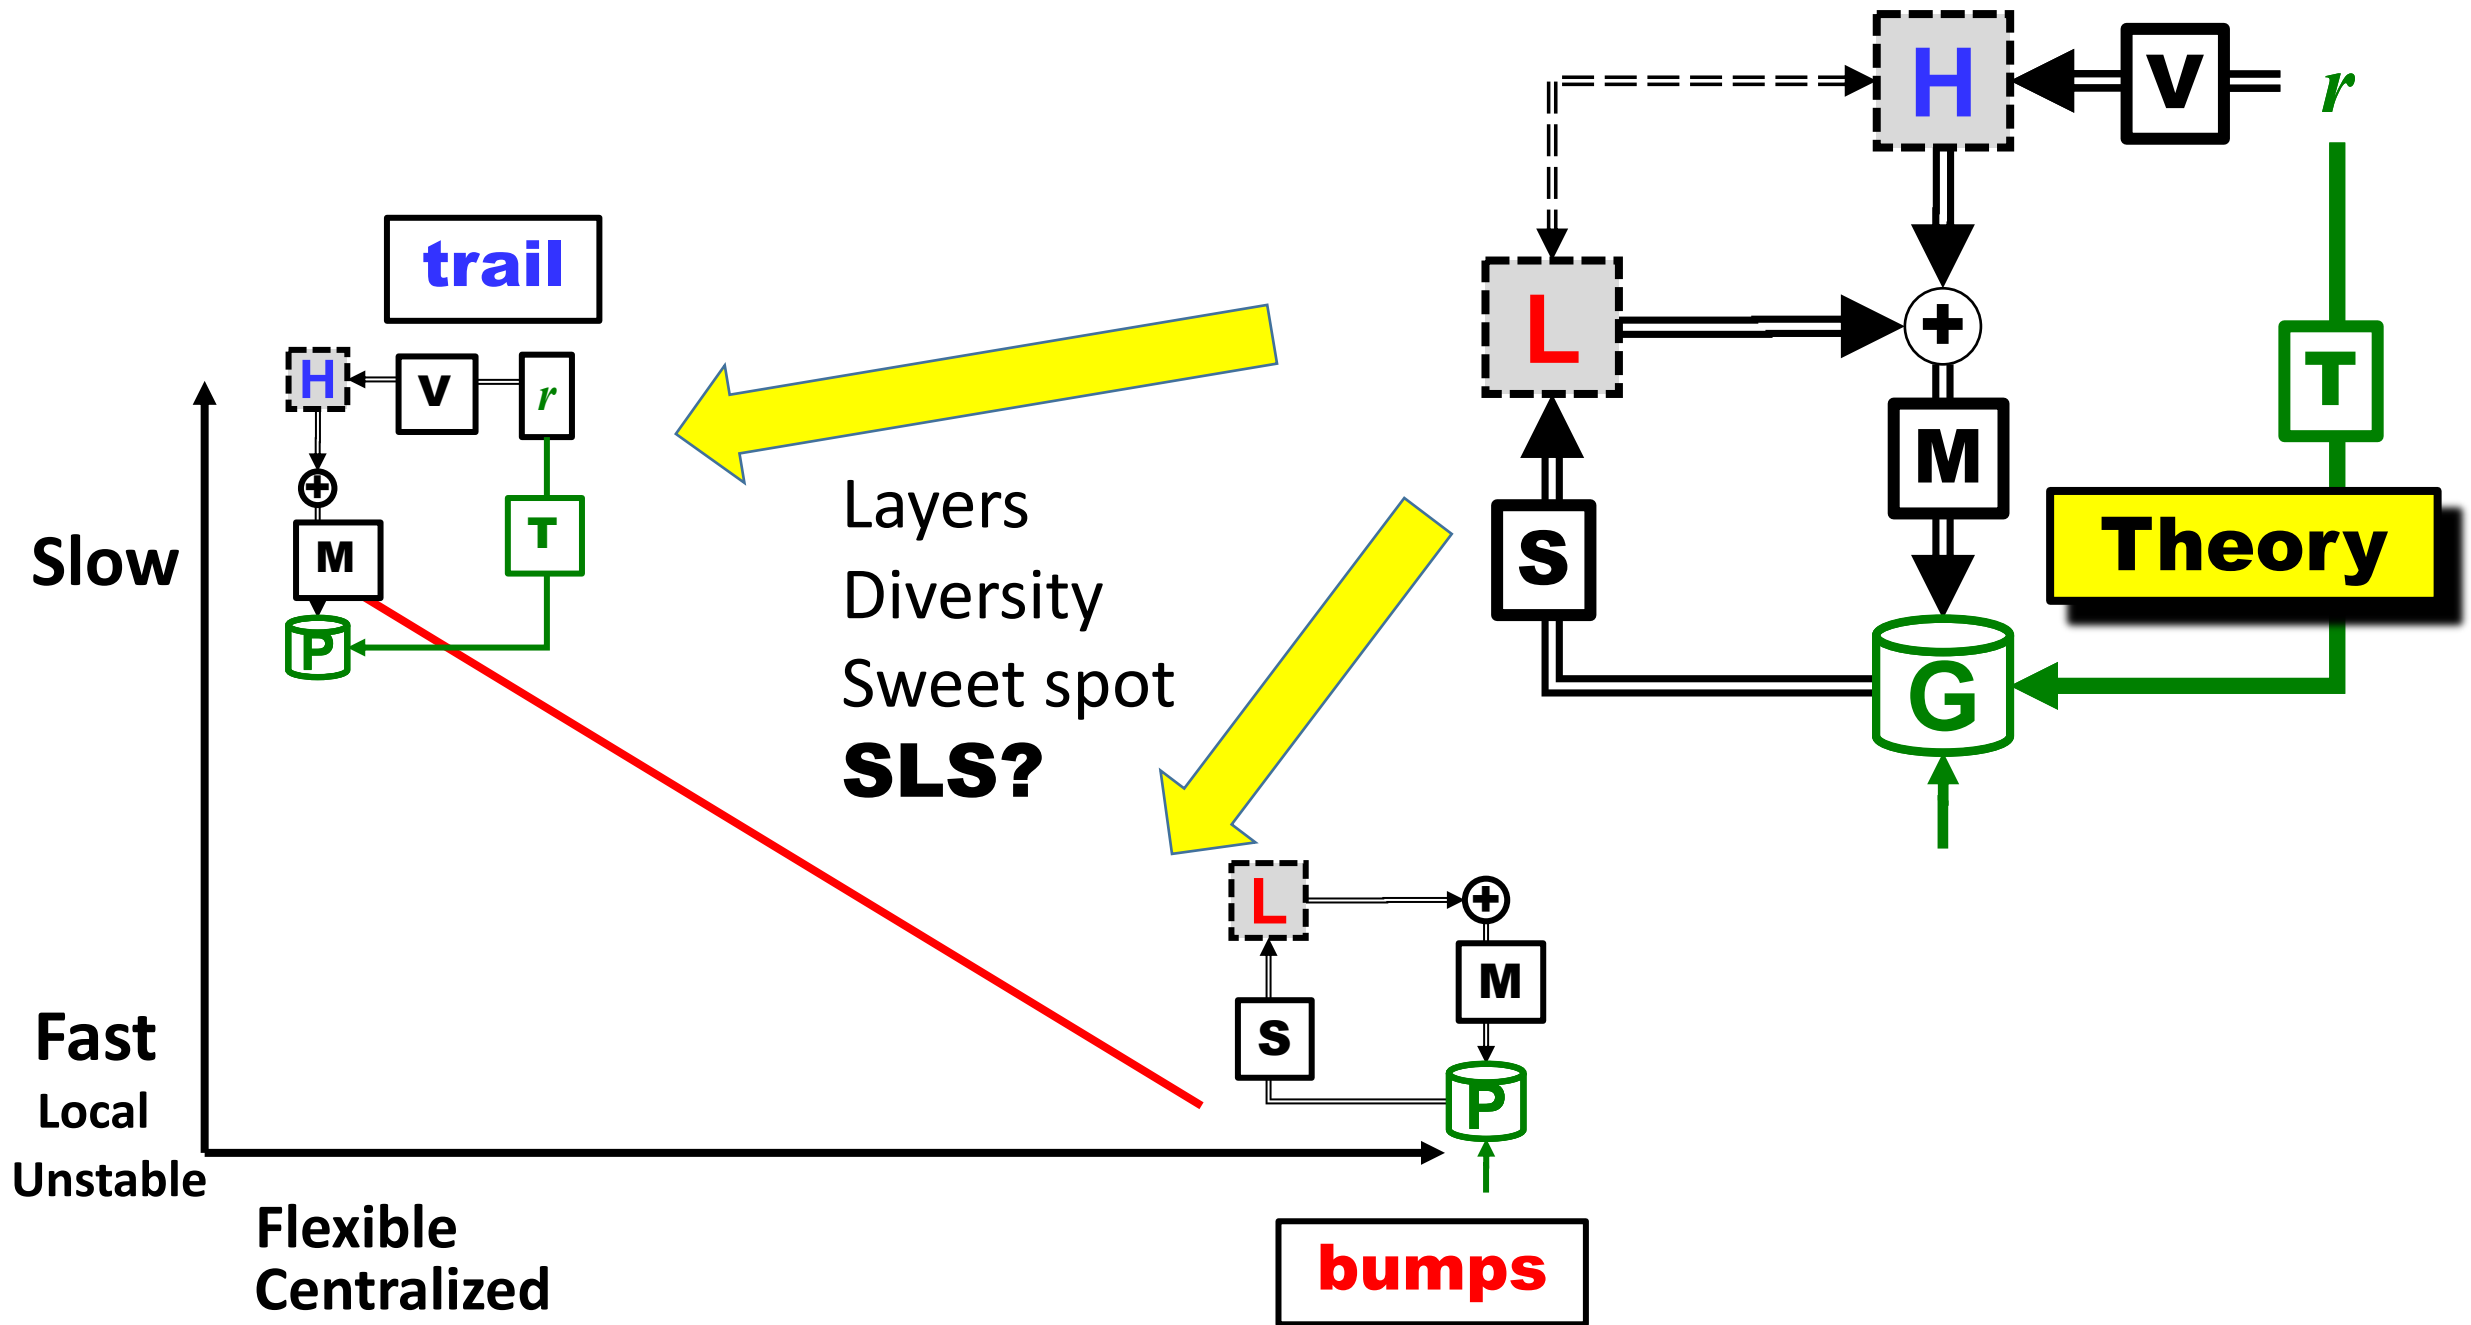 H
V
r
trail
L
+
T
H
V
r
M
+
Layers
Theory
Slow
M
T
S
Diversity
P
Sweet spot
G
SLS?
L
+
M
Fast
S
Local
P
Unstable
Flexible
Centralized
bumps